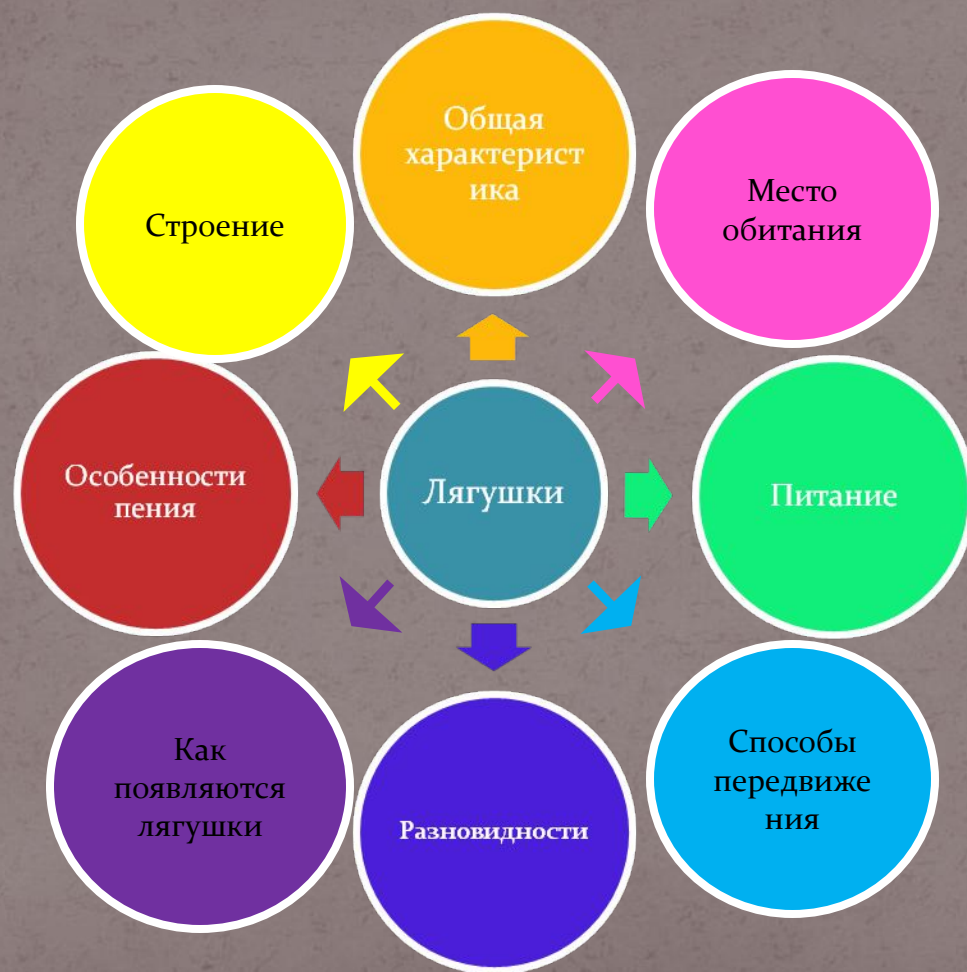 Общая
характерист
ика
Строение
Место
обитания
Особенности
пения
Лягушки
Питание
Как
появляются
лягушки
Разновидности
Способы
передвиже
ния